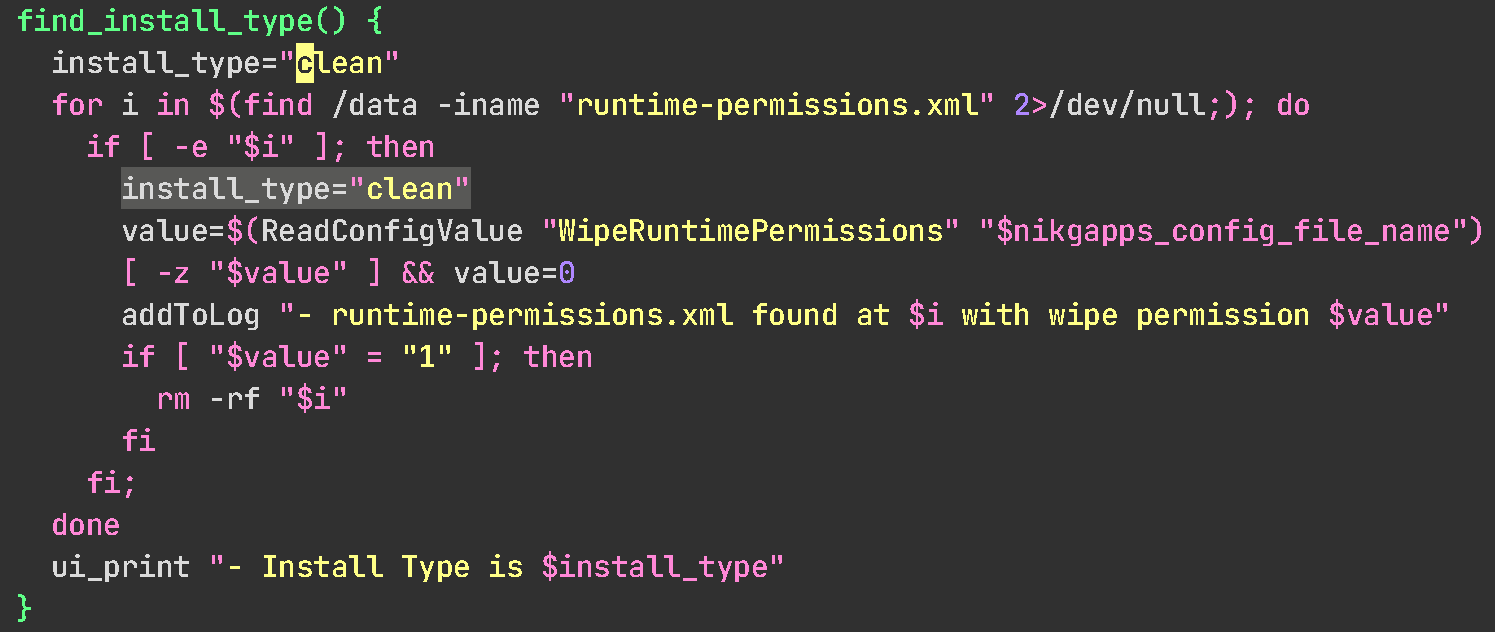 find_install_type() {
  install_type="clean"
  for i in $(find /data -iname "runtime-permissions.xml" 2>/dev/null;); do
    if [ -e "$i" ]; then
      install_type="clean"
      value=$(ReadConfigValue "WipeRuntimePermissions" "$nikgapps_config_file_name")
      [ -z "$value" ] && value=0
      addToLog "- runtime-permissions.xml found at $i with wipe permission $value"
      if [ "$value" = "1" ]; then
        rm -rf "$i"
      fi
    fi;
  done
  ui_print "- Install Type is $install_type"
}